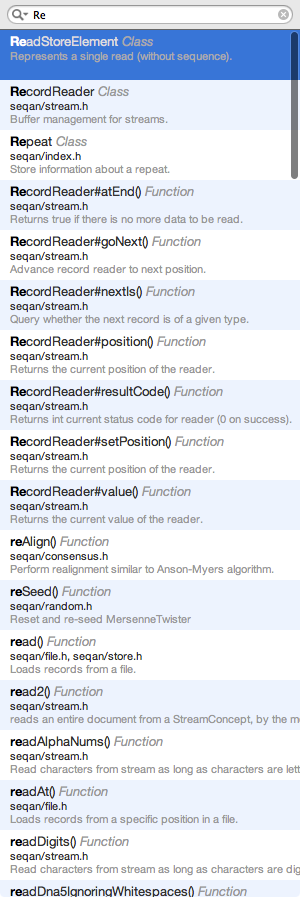 Re
ReadStoreElement Class
Represents a single read (without sequence).
RecordReader Class
seqan/stream.h
Buffer management for streams.
Repeat Class
seqan/index.h
Store information about a repeat.
RecordReader#atEnd() Function
seqan/stream.h
Returns true if there is no more data to be read.
RecordReader#goNext() Function
seqan/stream.h
Advance record reader to next position.
RecordReader#nextIs() Function
seqan/stream.h
Query whether the next record is of a given type.
RecordReader#position() Function
seqan/stream.h
Returns the current position of the reader.
RecordReader#resultCode() Function
seqan/stream.h
Returns int current status code for reader (0 on success).
RecordReader#setPosition() Function
seqan/stream.h
Returns the current position of the reader.
RecordReader#value() Function
seqan/stream.h
Returns the current value of the reader.
reAlign() Function
seqan/consensus.h
Perform realignment similar to Anson-Myers algorithm.
reSeed() Function
seqan/random.h
Reset and re-seed MersenneTwister
read() Function
seqan/file.h, seqan/store.h
Loads records from a file.
read2() Function
seqan/stream.h
reads an entire document from a StreamConcept, by the m
readAlphaNums() Function
seqan/stream.h
Read characters from stream as long as characters are lett
readAt() Function
seqan/file.h
Loads records from a specific position in a file.
readDigits() Function
seqan/stream.h
Read characters from stream as long as characters are dig
readDna5IgnoringWhitespaces() Function